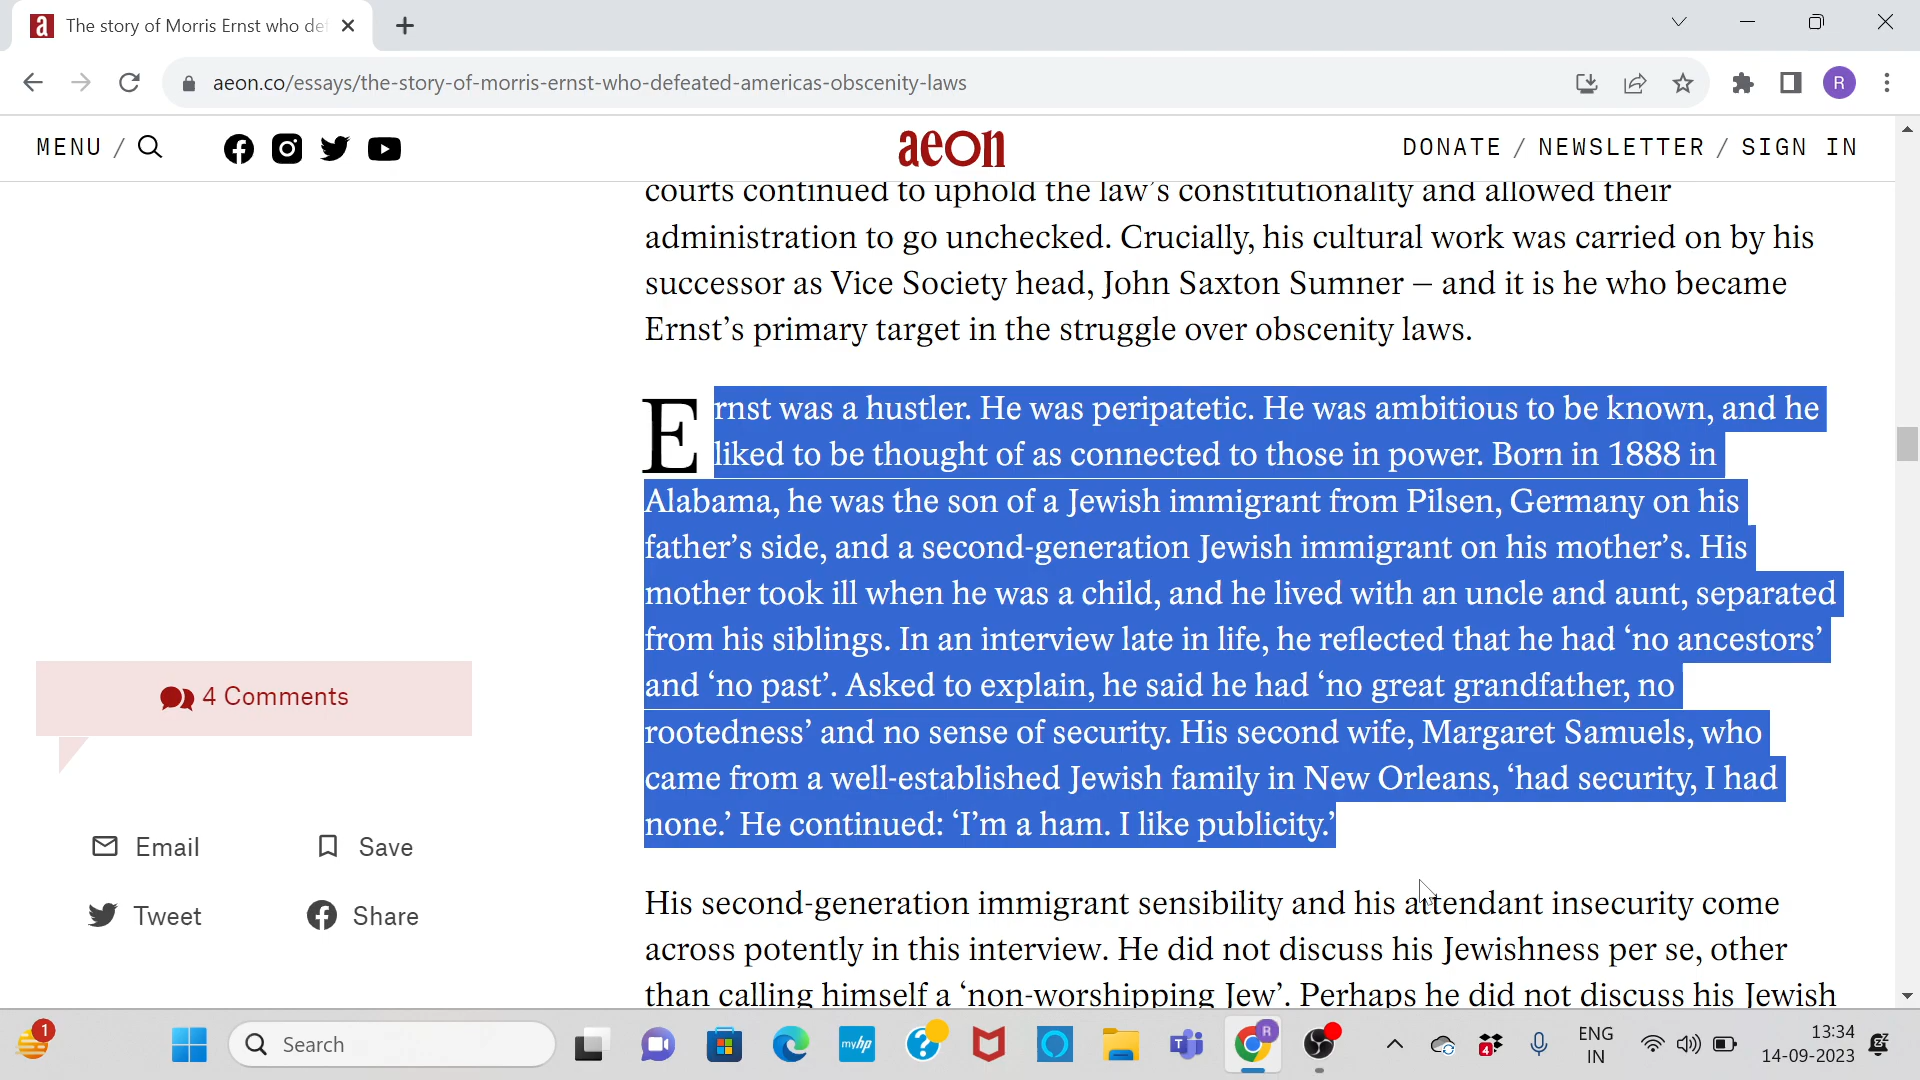 The story of Morris Ernst who def
aeon.co/essays/the-story-of-morris-ernst-who-defeated-americas-obscenity-laws
R
MENU /
aeon
DONATE / NEWSLETTER / SIGN IN
courts continued to uphold the law’s constitutionality and allowed their
administration to go unchecked. Crucially, his cultural work was carried on by his
successor as Vice Society head, John Saxton Sumner – and it is he who became
Ernst’s primary target in the struggle over obscenity laws.
Ernst was a hustler. He was peripatetic. He was ambitious to be known, and he
liked to be thought of as connected to those in power. Born in 1888 in
Alabama, he was the son of a Jewish immigrant from Pilsen, Germany on his
father’s side, and a second-generation Jewish immigrant on his mother’s. His
mother took ill when he was a child, and he lived with an uncle and aunt, separated
from his siblings. In an interview late in life, he reflected that he had ‘no ancestors’
and ‘no past’. Asked to explain, he said he had ‘no great grandfather, no
rootedness’ and no sense of security. His second wife, Margaret Samuels, who
came from a well-established Jewish family in New Orleans, ‘had security, I had
none.’ He continued: ‘I’m a ham. I like publicity.’
His second-generation immigrant sensibility and his attendant insecurity come
across potently in this interview. He did not discuss his Jewishness per se, other
than calling himself a ‘non-worshipping Jew’. Perhaps he did not discuss his Jewish
4 Comments
Email
Save
Tweet
Share
1
Search
myhp
R
4
ENG
IN
13:34
14-09-2023